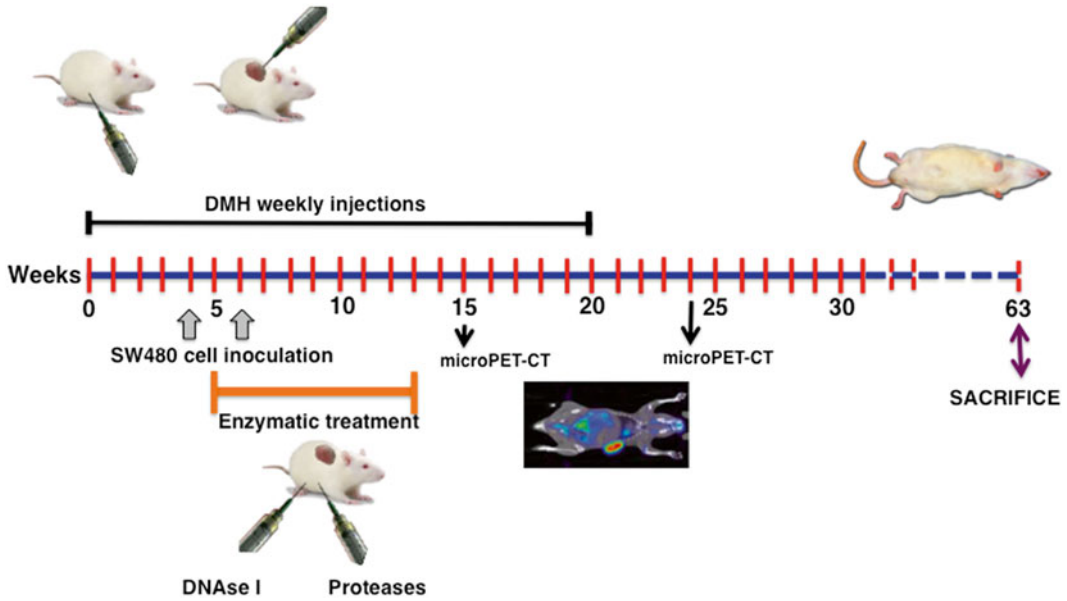 DMH weekly injections
Weeks
0 5 10 15 20 25 30 63
SW480 cell inoculation
microPET-CT
microPET-CT
SACRIFICE
Enzymatic treatment
DNAse I Proteases